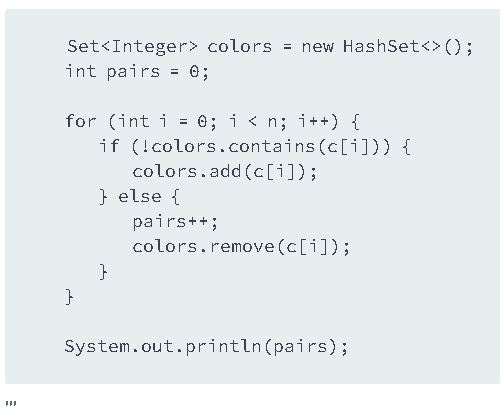 Set<Integer> colors = new HashSet<>();
int pairs = 0;
for (int i = 0; i < n; i++) {
if (!colors.contains(c[i])) {
colors.add(c[i]);
} else {
pairs++;
colors.remove(c[i]);
}
}
System.out.println(pairs);
'''